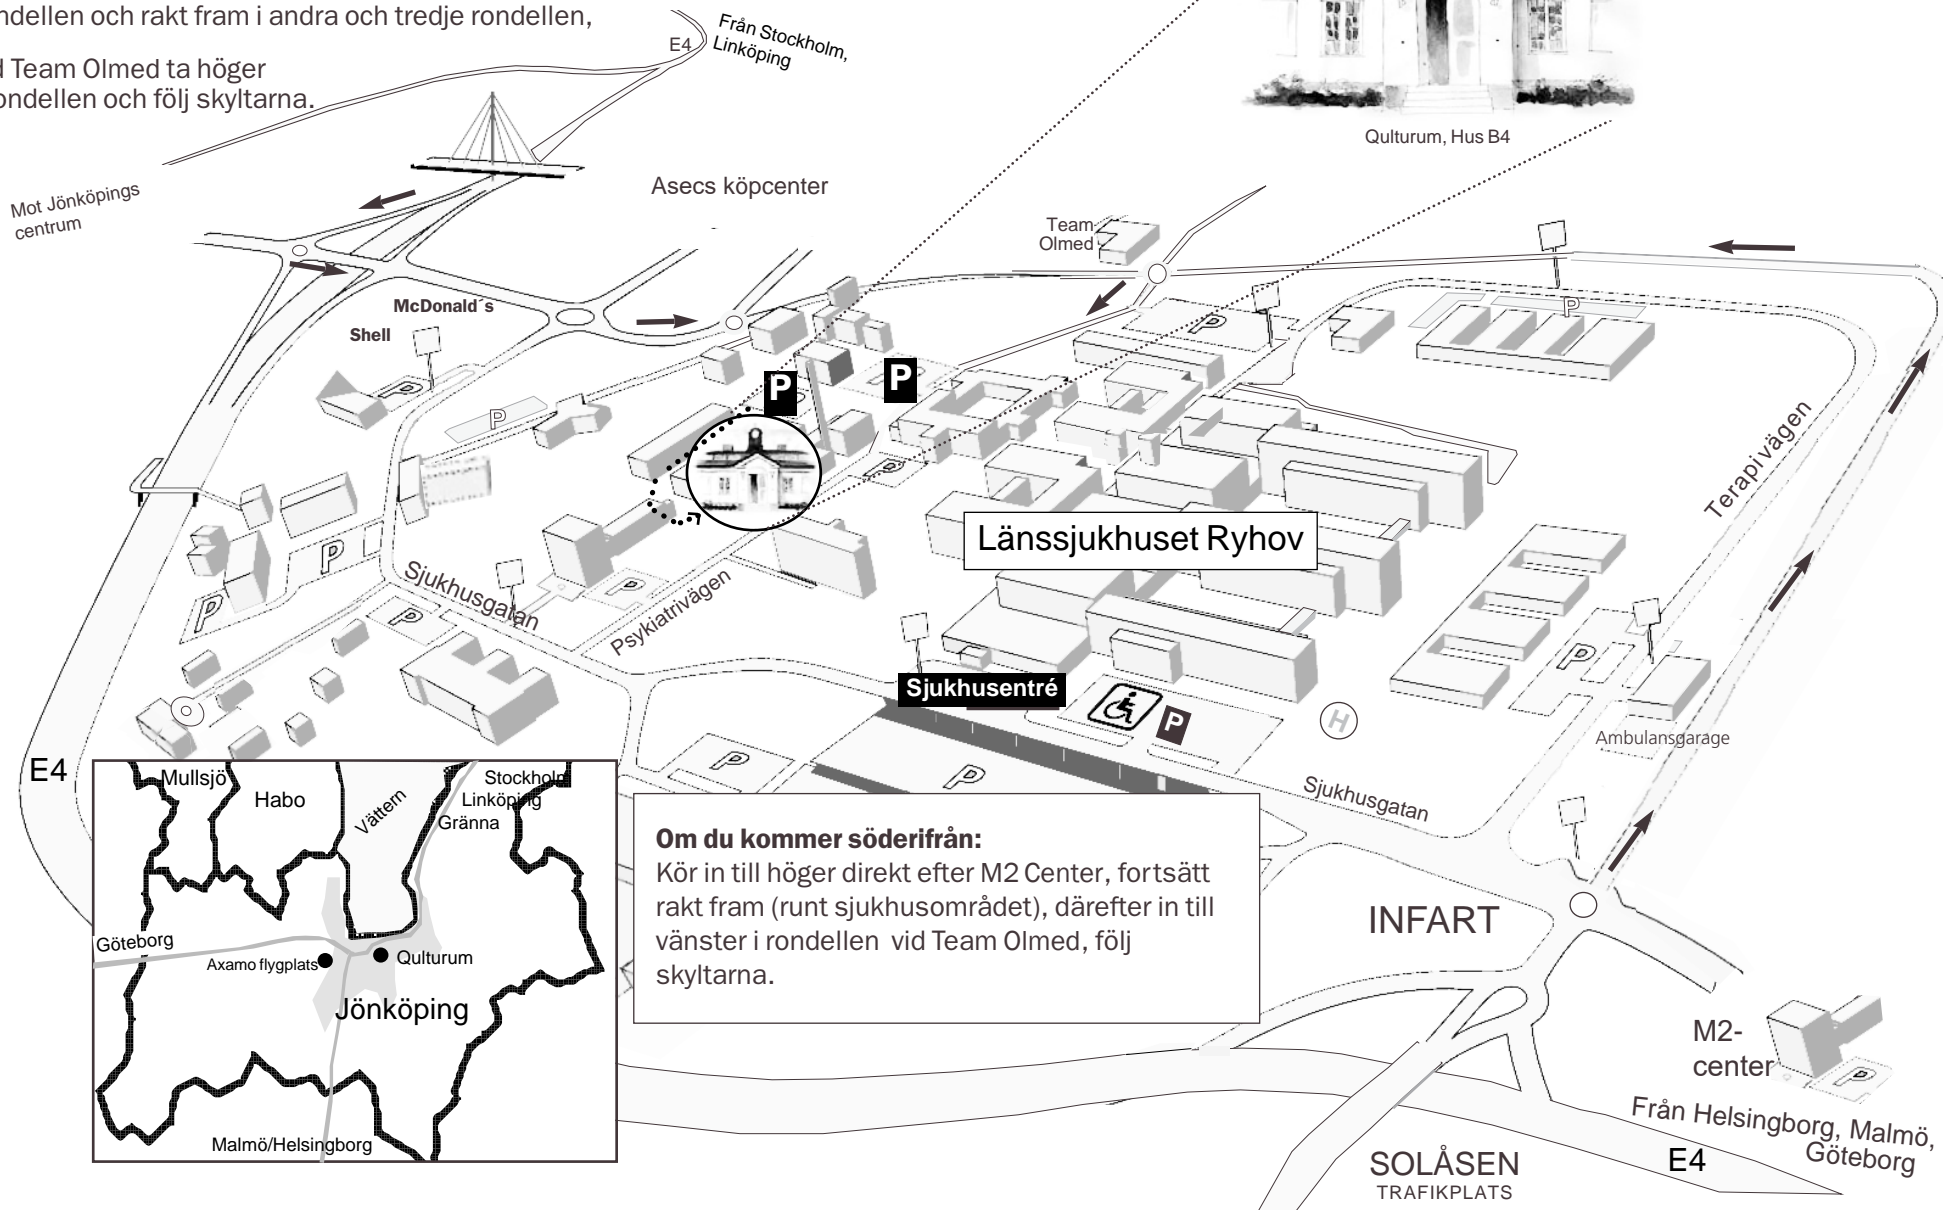 ndellen och rakt fram i andra och tredje rondellen,
d Team Olmed ta höger
ondellen och följ skyltarna.
E4
Från Stockholm,
Linköping
Qulturum, Hus B4
Mot Jönköpings
centrum
Asecs köpcenter
Team
Olmed
McDonald´s
Shell
P
P
P
P
P
P
P
P
P
Länssjukhuset Ryhov
Terapivägen
P
P
P
P
Sjukhusgatan
Psykiatrivägen
P
Sjukhusentré
P
H
Ambulansgarage
P
P
Sjukhusgatan
E4
Mullsjö
Habo
Vättern
Stockholm
Linköping
Gränna
Göteborg
Axamo flygplats
Qulturum
Jönköping
Malmö/Helsingborg
Om du kommer söderifrån:
Kör in till höger direkt efter M2 Center, fortsätt
rakt fram (runt sjukhusområdet), därefter in till
vänster i rondellen vid Team Olmed, följ
skyltarna.
INFART
M2-
center
P
Från Helsingborg, Malmö,
Göteborg
E4
SOLÅSEN
TRAFIKPLATS